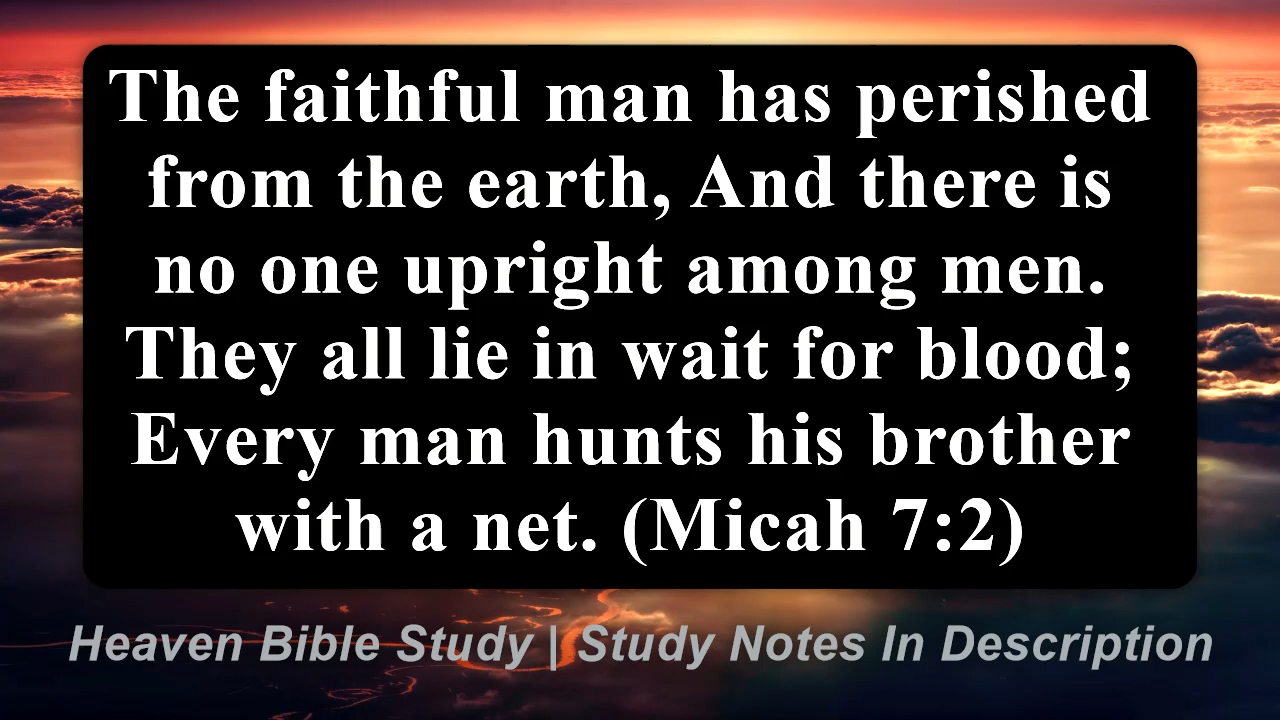 The faithful man has perished
from the earth, And there is
no one upright among men.
They all lie in wait for blood;
Every man hunts his brother
with a net. (Micah 7:2)
Heaven Bible Study | Study Notes In Description